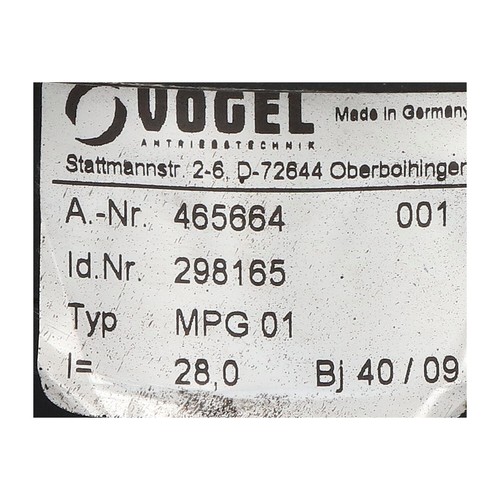 VOGEL Made in Germany
ANTRIEBSTECHNIK
Stattmannstr. 2-6, D-72644 Oberboihingen
A.-Nr. 465664 001
Id.Nr. 298165
Typ MPG 01
I= 28,0 Bj 40 / 09